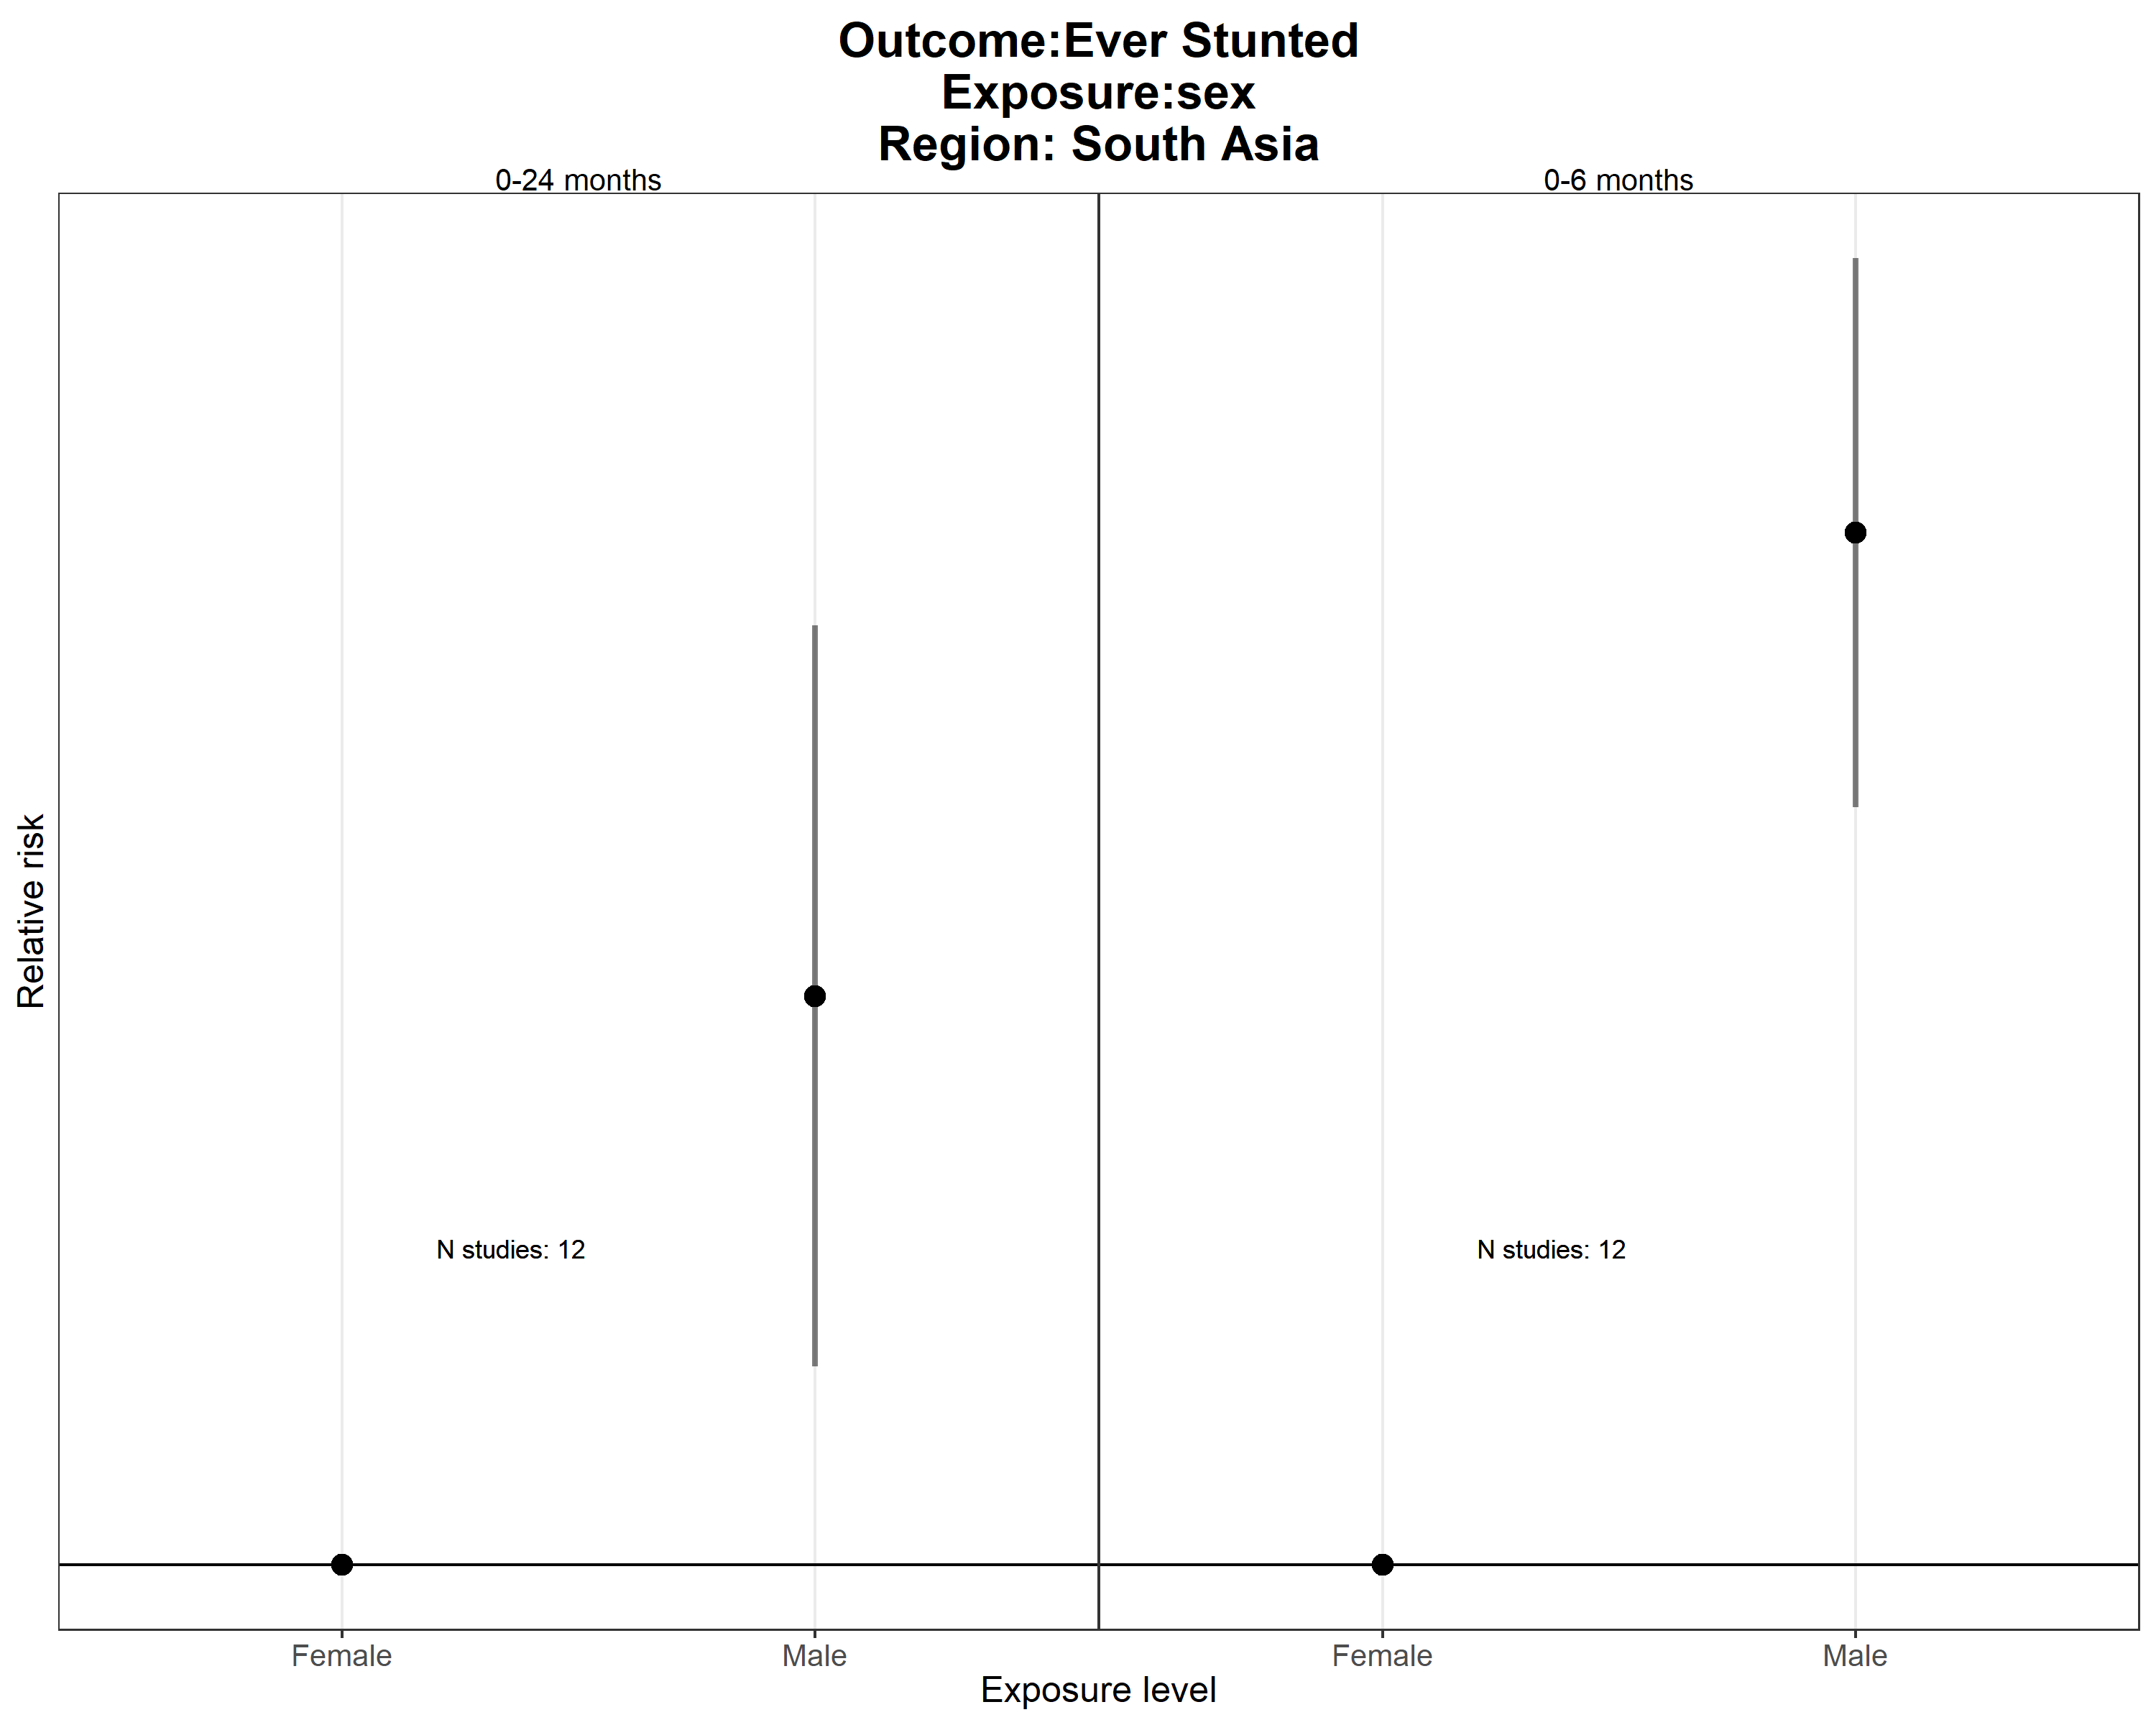 Outcome:Ever Stunted
Exposure:sex
Region: South Asia
0-24 months
0-6 months
Relative risk
N studies: 12
N studies: 12
Female
Male
Female
Male
Exposure level